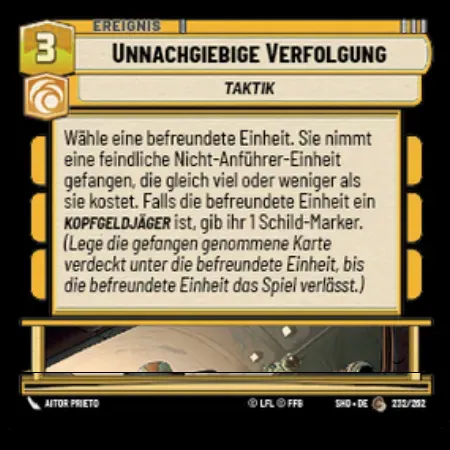 EREIGNIS
3
UNNACHGIEBIGE VERFOLGUNG
TAKTIK
Wähle eine befreundete Einheit. Sie nimmt
eine feindliche Nicht-Anführer-Einheit
gefangen, die gleich viel oder weniger als
sie kostet. Falls die befreundete Einheit ein
KOPFGELDJÄGER ist, gib ihr 1 Schild-Marker.
(Lege die gefangen genommene Karte
verdeckt unter die befreundete Einheit, bis
die befreundete Einheit das Spiel verlässt.)
AITOR PRIETO © LFL © FFG SHD • DE 232/262